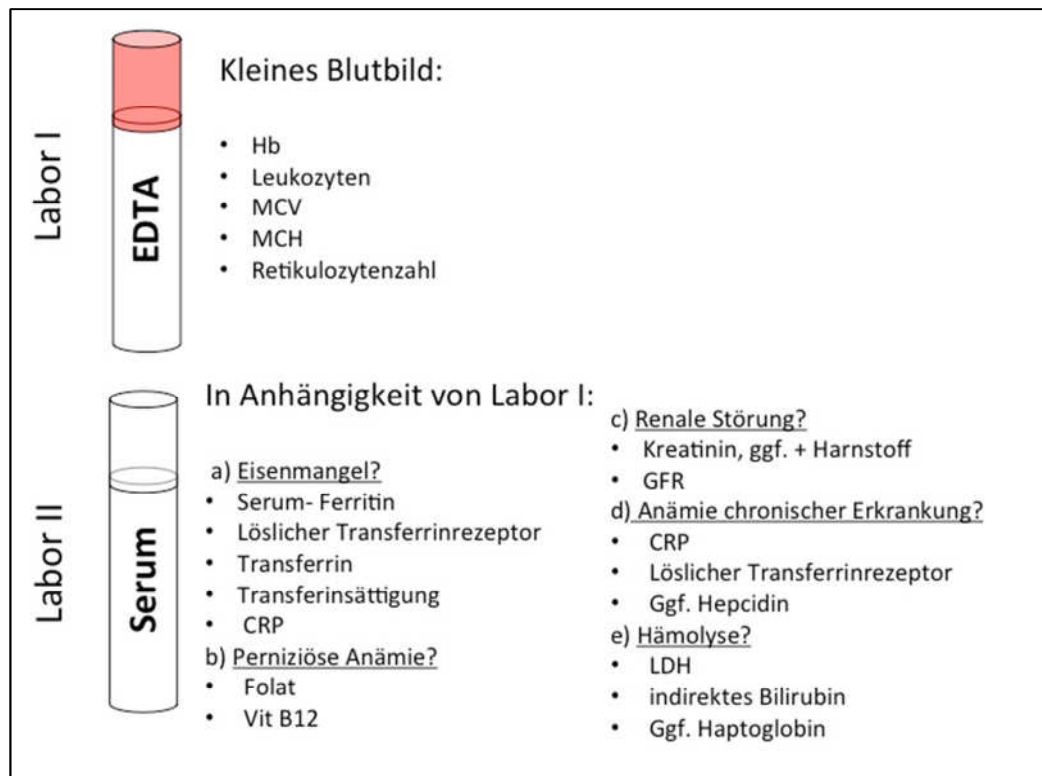 Labor I
EDTA
Kleines Blutbild:
• Hb
• Leukozyten
• MCV
• MCH
• Retikulozytenzahl
Labor II
Serum
In Anhängigkeit von Labor I:
a) Eisenmangel?
• Serum- Ferritin
• Löslicher Transferrinrezeptor
• Transferrin
• Transferinsättigung
• CRP
b) Perniziöse Anämie?
• Folat
• Vit B12
c) Renale Störung?
• Kreatinin, ggf. + Harnstoff
• GFR
d) Anämie chronischer Erkrankung?
• CRP
• Löslicher Transferrinrezeptor
• Ggf. Hepcidin
e) Hämolyse?
• LDH
• indirektes Bilirubin
• Ggf. Haptoglobin